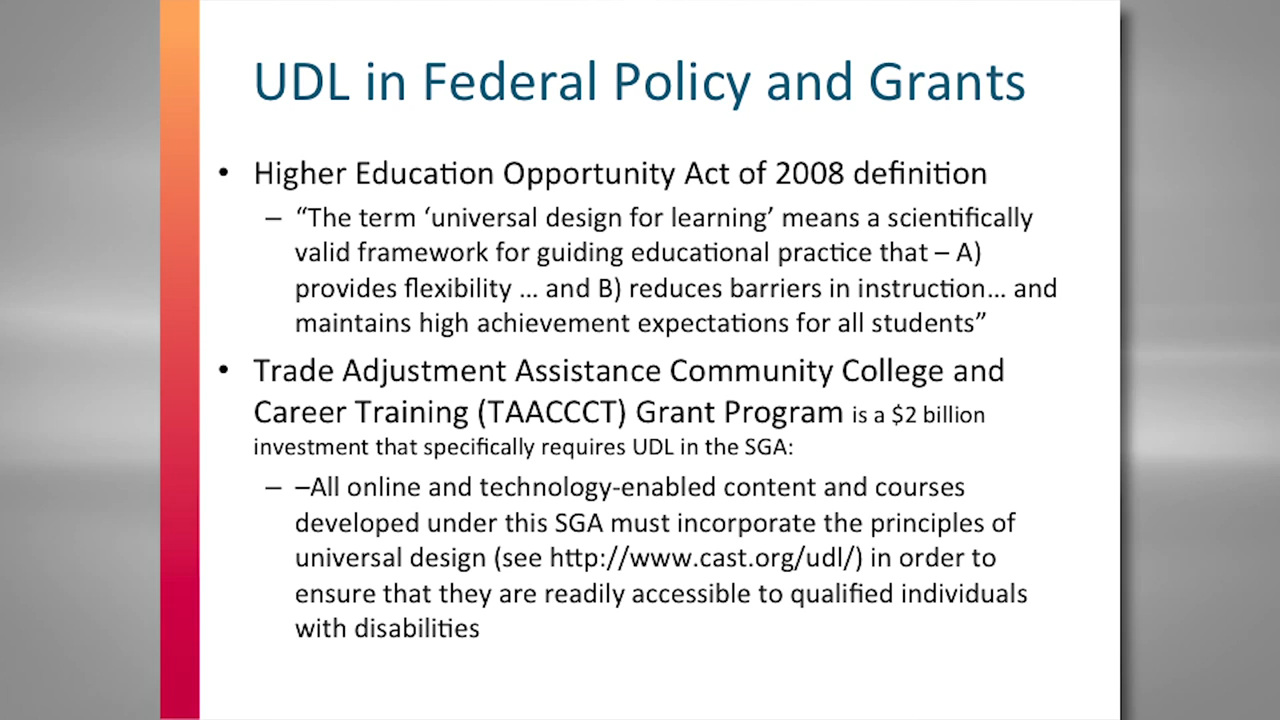 UDL in Federal Policy and Grants
• Higher Education Opportunity Act of 2008 definition
– “The term ‘universal design for learning’ means a scientifically
valid framework for guiding educational practice that – A)
provides flexibility … and B) reduces barriers in instruction… and
maintains high achievement expectations for all students”
• Trade Adjustment Assistance Community College and
Career Training (TAACCCT) Grant Program is a $2 billion
investment that specifically requires UDL in the SGA:
– –All online and technology-enabled content and courses
developed under this SGA must incorporate the principles of
universal design (see http://www.cast.org/udl/) in order to
ensure that they are readily accessible to qualified individuals
with disabilities